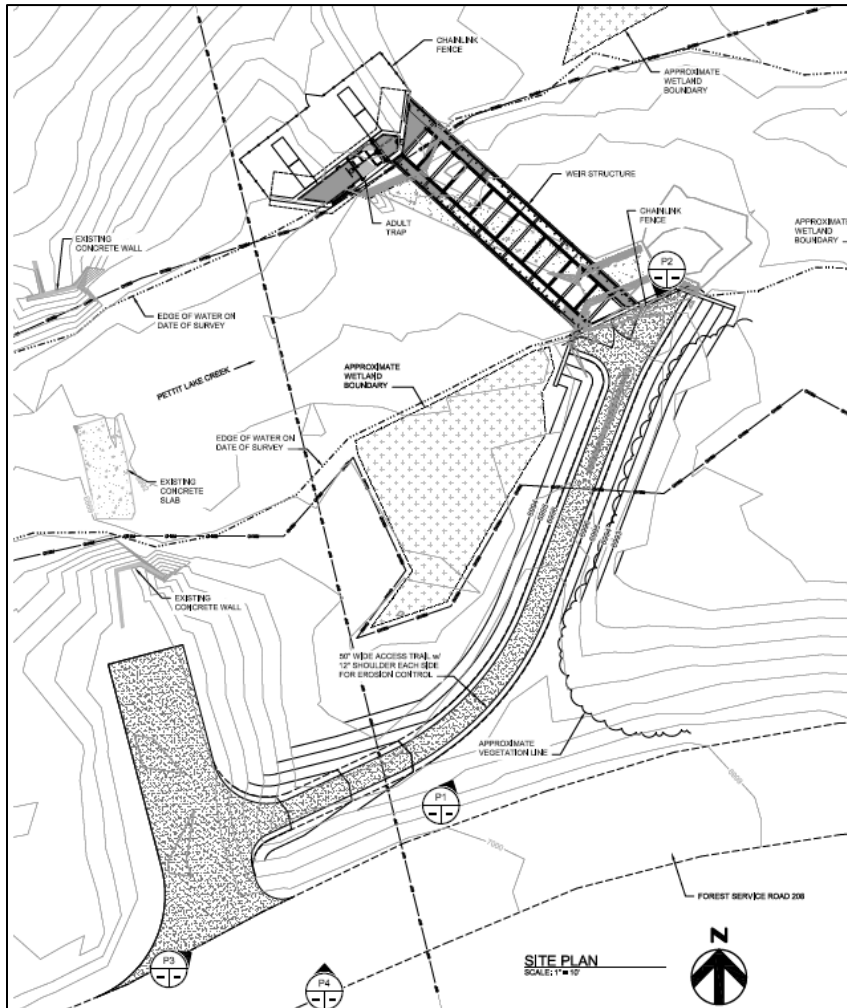 CHAINLINK
FENCE
APPROXIMATE
WETLAND
BOUNDARY
WEIR STRUCTURE
CHAINLINK
FENCE
ADULT
TRAP
APPROXIMATE
WETLAND
BOUNDARY
EXISTING
CONCRETE WALL
P2
EDGE OF WATER ON
DATE OF SURVEY
PETTIT LAKE CREEK
APPROXIMATE
WETLAND
BOUNDARY
EDGE OF WATER ON
DATE OF SURVEY
EXISTING
CONCRETE
SLAB
EXISTING
CONCRETE WALL
50" WIDE ACCESS TRAIL w/
12" SHOULDER EACH SIDE
FOR EROSION CONTROL
APPROXIMATE
VEGETATION LINE
P1
7000
FOREST SERVICE ROAD 208
P3
P4
SITE PLAN
SCALE: 1" = 10'
N